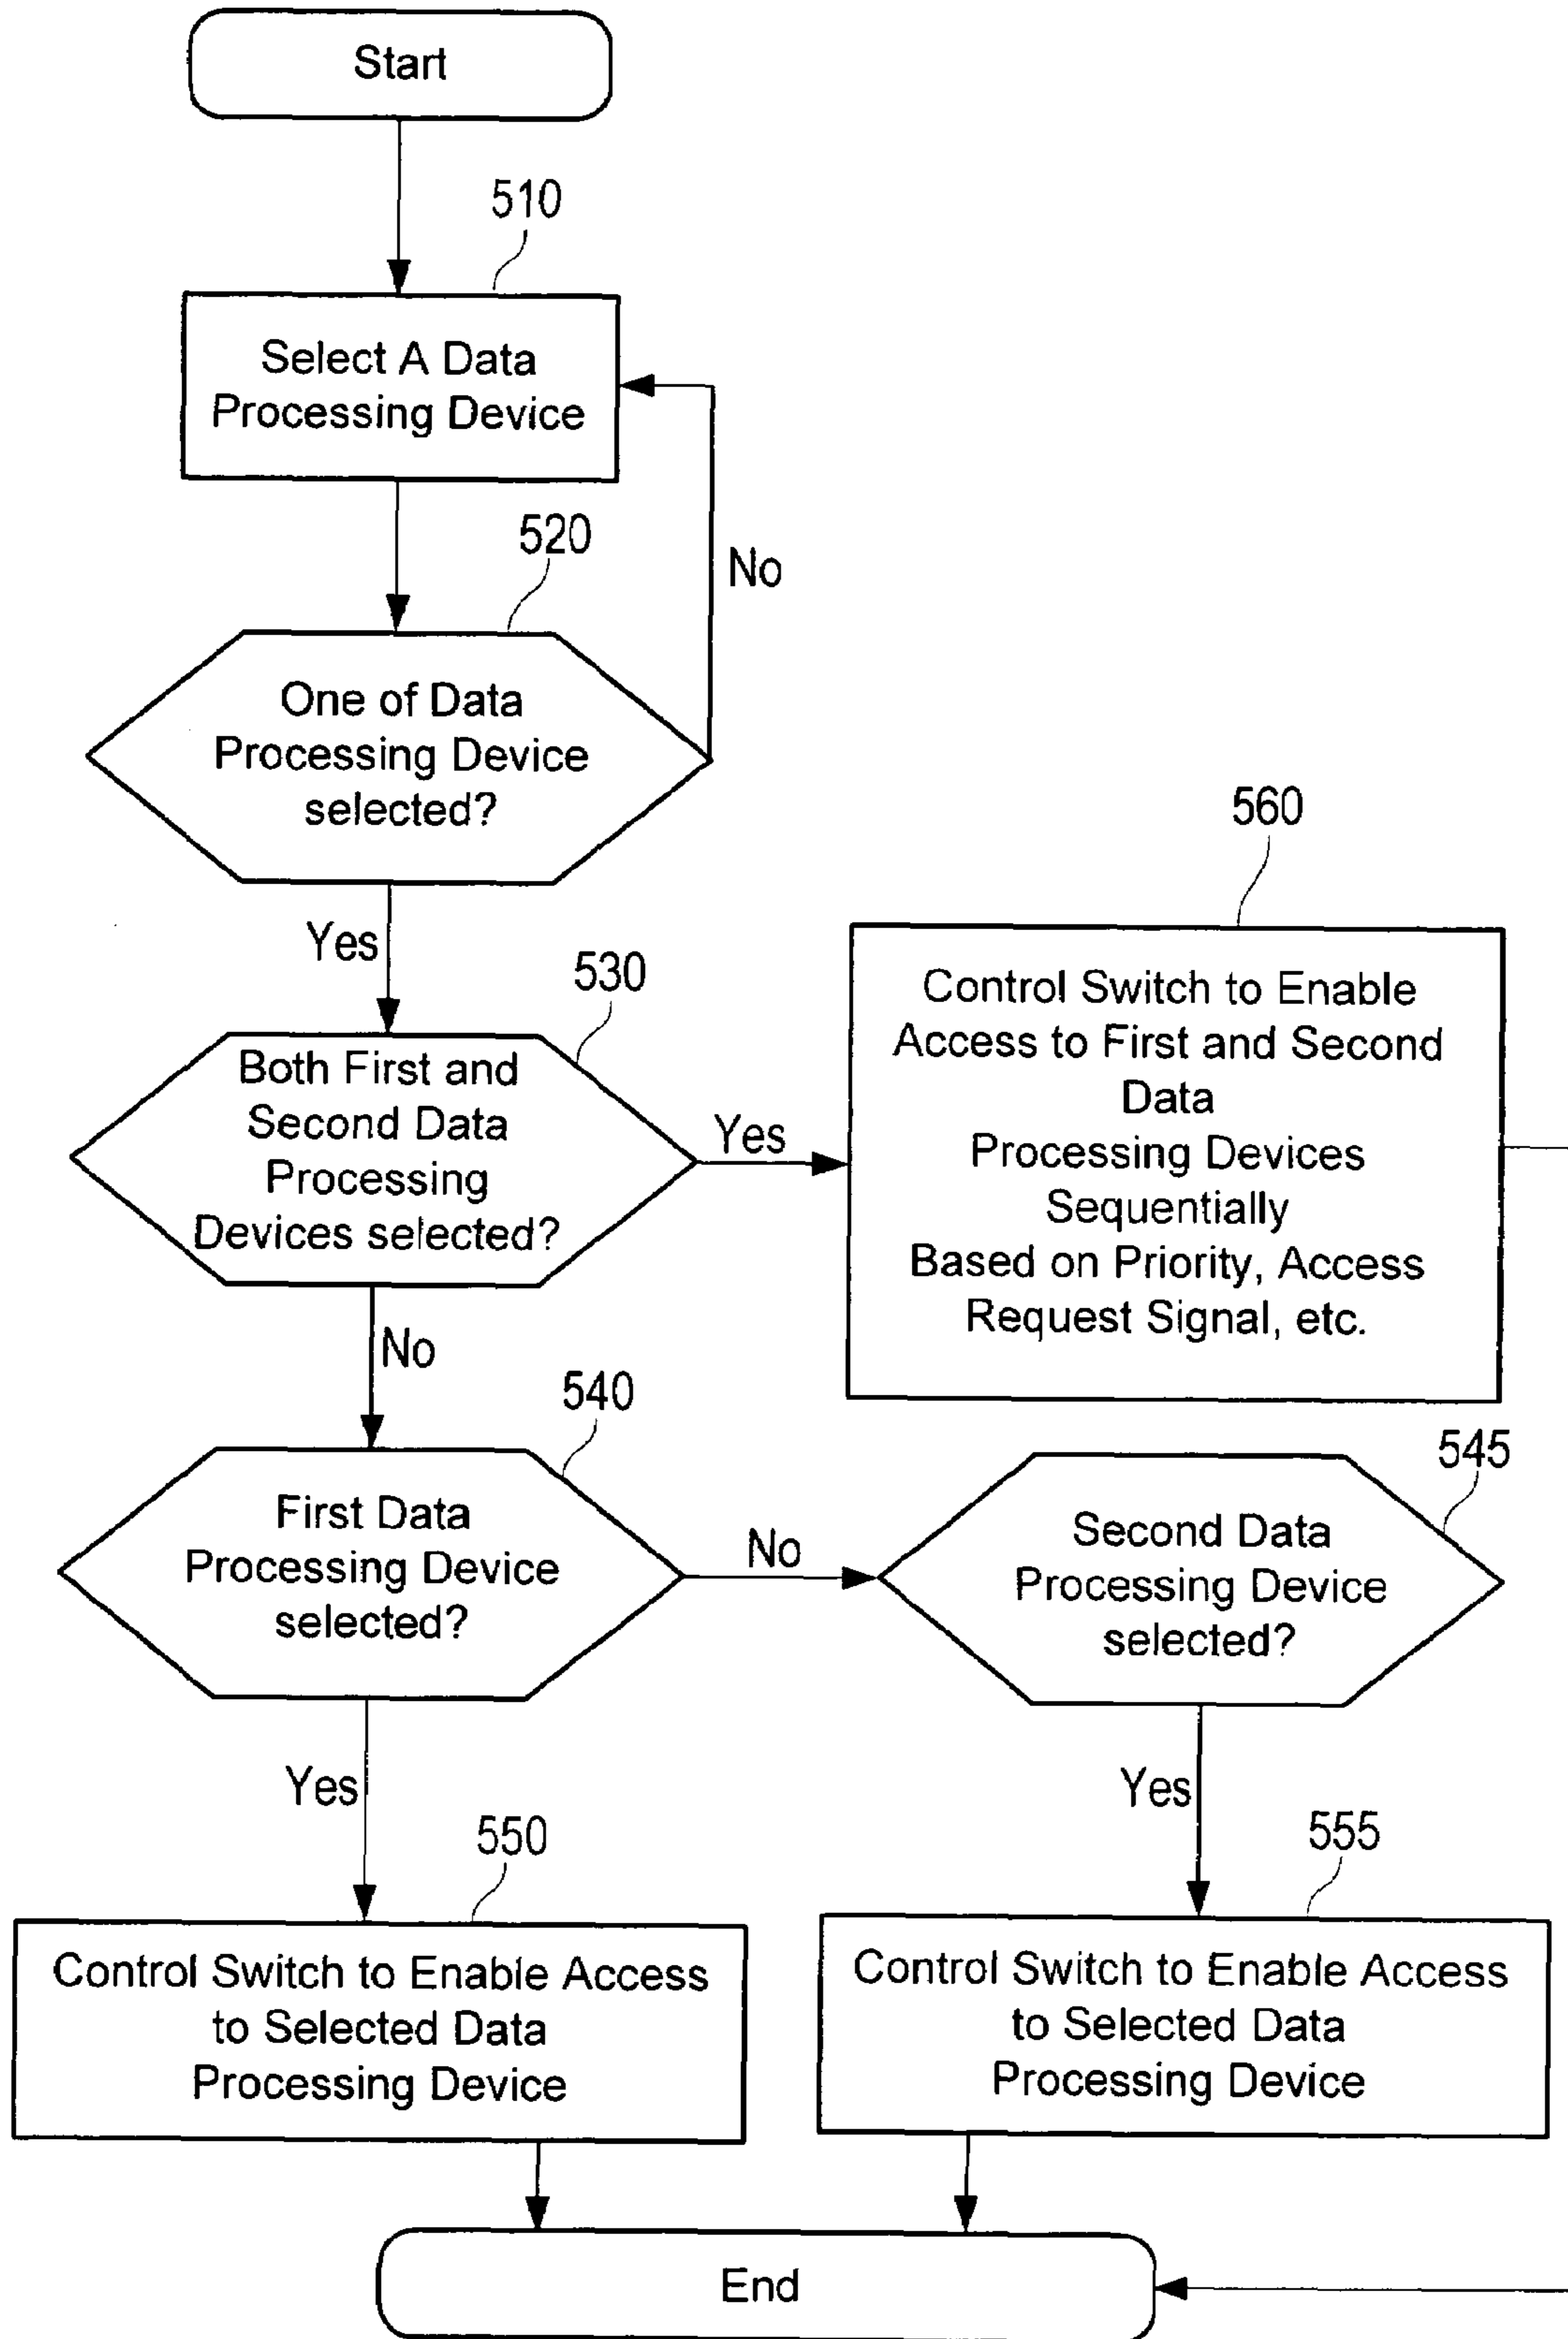 Start
510
Select A Data
Processing Device
520
No
One of Data
Processing Device
selected?
560
Yes
530
Both First and
Second Data
Processing
Devices selected?
Yes
Control Switch to Enable
Access to First and Second
Data
Processing Devices
Sequentially
Based on Priority, Access
Request Signal, etc.
No
540
First Data
Processing Device
selected?
No
545
Second Data
Processing Device
selected?
Yes
550
Yes
555
Control Switch to Enable Access
to Selected Data
Processing Device
Control Switch to Enable Access
to Selected Data
Processing Device
End